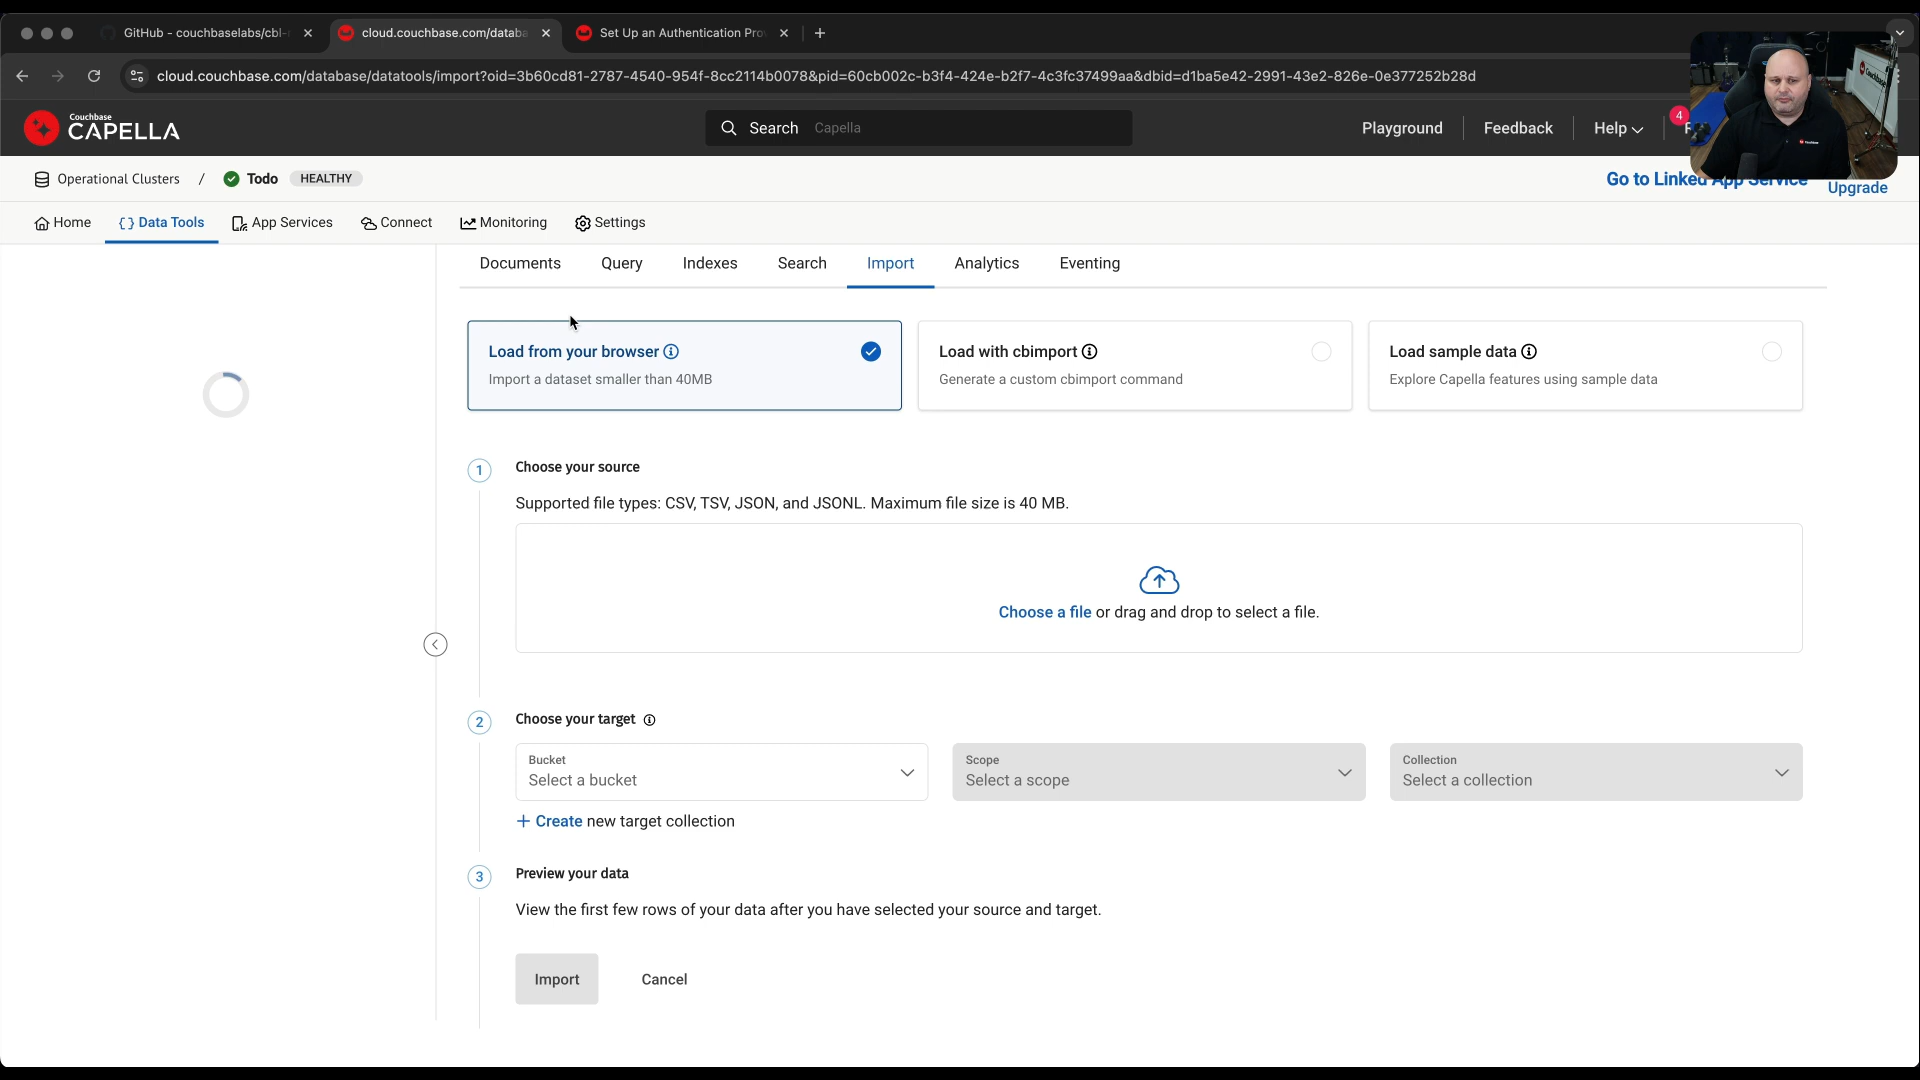 GitHub - couchbaselabs/cbl-
cloud.couchbase.com/databa
Set Up an Authentication Pro
cloud.couchbase.com/database/datatools/import?oid=3b60cd81-2787-4540-954f-8cc2114b0078&pid=60cb002c-b3f4-424e-b2f7-4c3fc37499aa&dbid=d1ba5e42-2991-43e2-826e-0e377252b28d
Couchbase
CAPELLA
Search Capella
Playground
Feedback
Help
4
Operational Clusters / Todo HEALTHY
Go to Linked App Service
Upgrade
Home
{} Data Tools
App Services
Connect
Monitoring
Settings
Documents
Query
Indexes
Search
Import
Analytics
Eventing
Load from your browser
Import a dataset smaller than 40MB
Load with cbimport
Generate a custom cbimport command
Load sample data
Explore Capella features using sample data
1 Choose your source
Supported file types: CSV, TSV, JSON, and JSONL. Maximum file size is 40 MB.
Choose a file or drag and drop to select a file.
2 Choose your target
Bucket
Select a bucket
Scope
Select a scope
Collection
Select a collection
+ Create new target collection
3 Preview your data
View the first few rows of your data after you have selected your source and target.
Import
Cancel